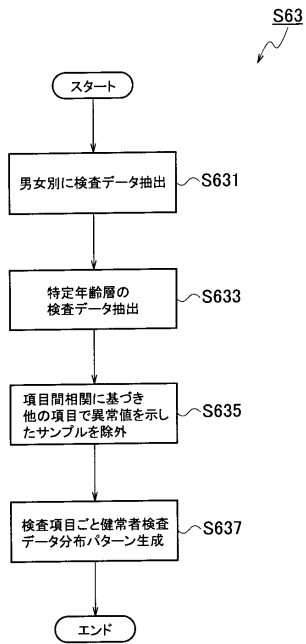 S63
スタート
男女別に検査データ抽出
S631
特定年齢層の
検査データ抽出
S633
項目間相関に基づき
他の項目で異常値を示し
たサンプルを除外
S635
検査項目ごと健常者検査
データ分布パターン生成
S637
エンド